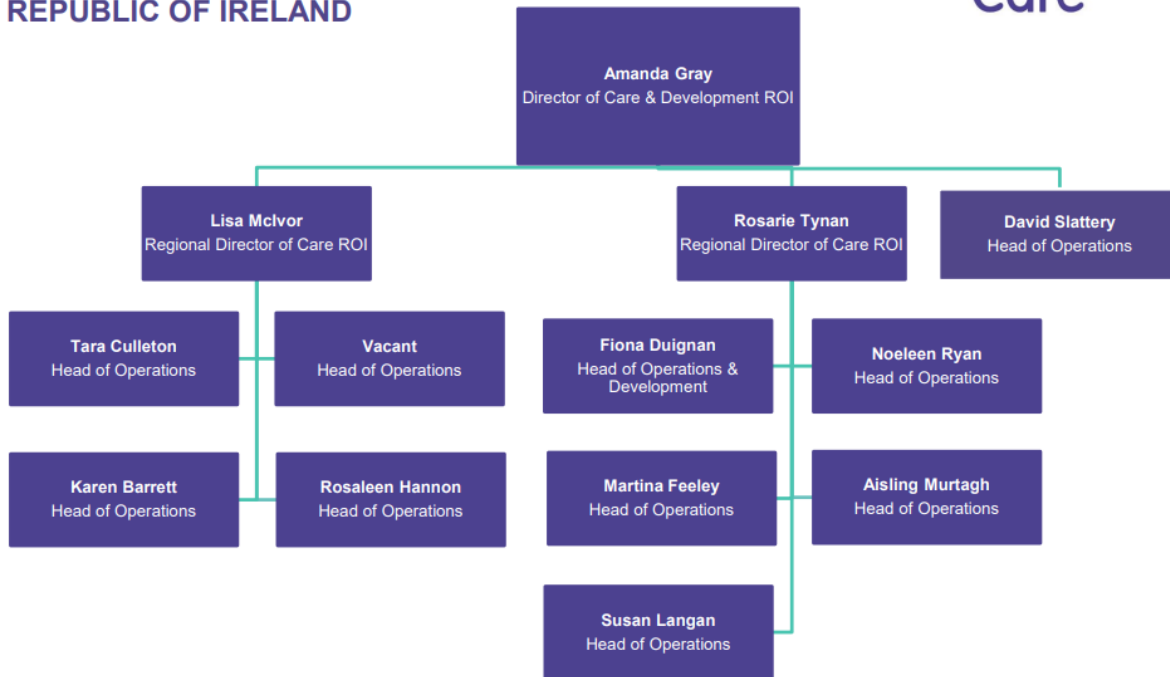 REPUBLIC OF IRELAND
Care
Amanda Gray
Director of Care & Development ROI
Lisa McIvor
Regional Director of Care ROI
Rosarie Tynan
Regional Director of Care ROI
David Slattery
Head of Operations
Tara Culleton
Head of Operations
Vacant
Head of Operations
Fiona Duignan
Head of Operations &
Development
Noeleen Ryan
Head of Operations
Karen Barrett
Head of Operations
Rosaleen Hannon
Head of Operations
Martina Feeley
Head of Operations
Aisling Murtagh
Head of Operations
Susan Langan
Head of Operations